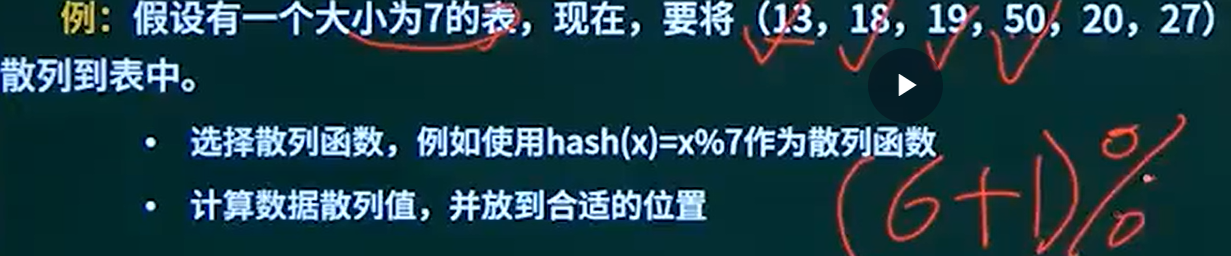 例：假设有一个大小为7的表，现在，要将（13，18，19，50，20，27）
散列到表中。
• 选择散列函数，例如使用hash(x)=x%7作为散列函数
• 计算数据散列值，并放到合适的位置
(6+1)%